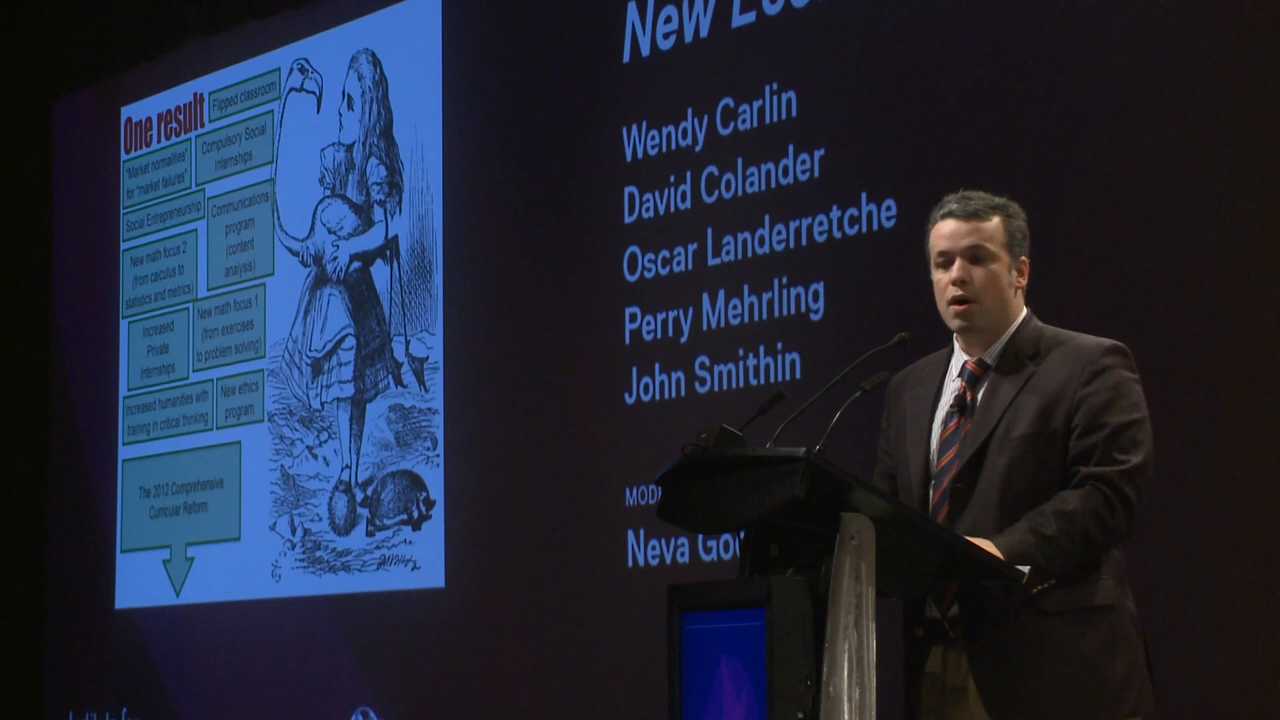 One result
Flipped classroom
"Market normalities"
for "market failures"
Compulsory Social
Internships
Social Entrepreneurship
Communications
program
(content
analysis)
New math focus 2
(from calculus to
statistics and metrics)
New math focus 1
(from exercises
to problem solving)
Increased
Private
Internships
Increased humanities with
training in critical thinking
New ethics
program
The 2012 Comprehensive
Curricular Reform
New
Wendy Carlin
David Colander
Oscar Landerretche
Perry Mehrling
John Smithin
Neva